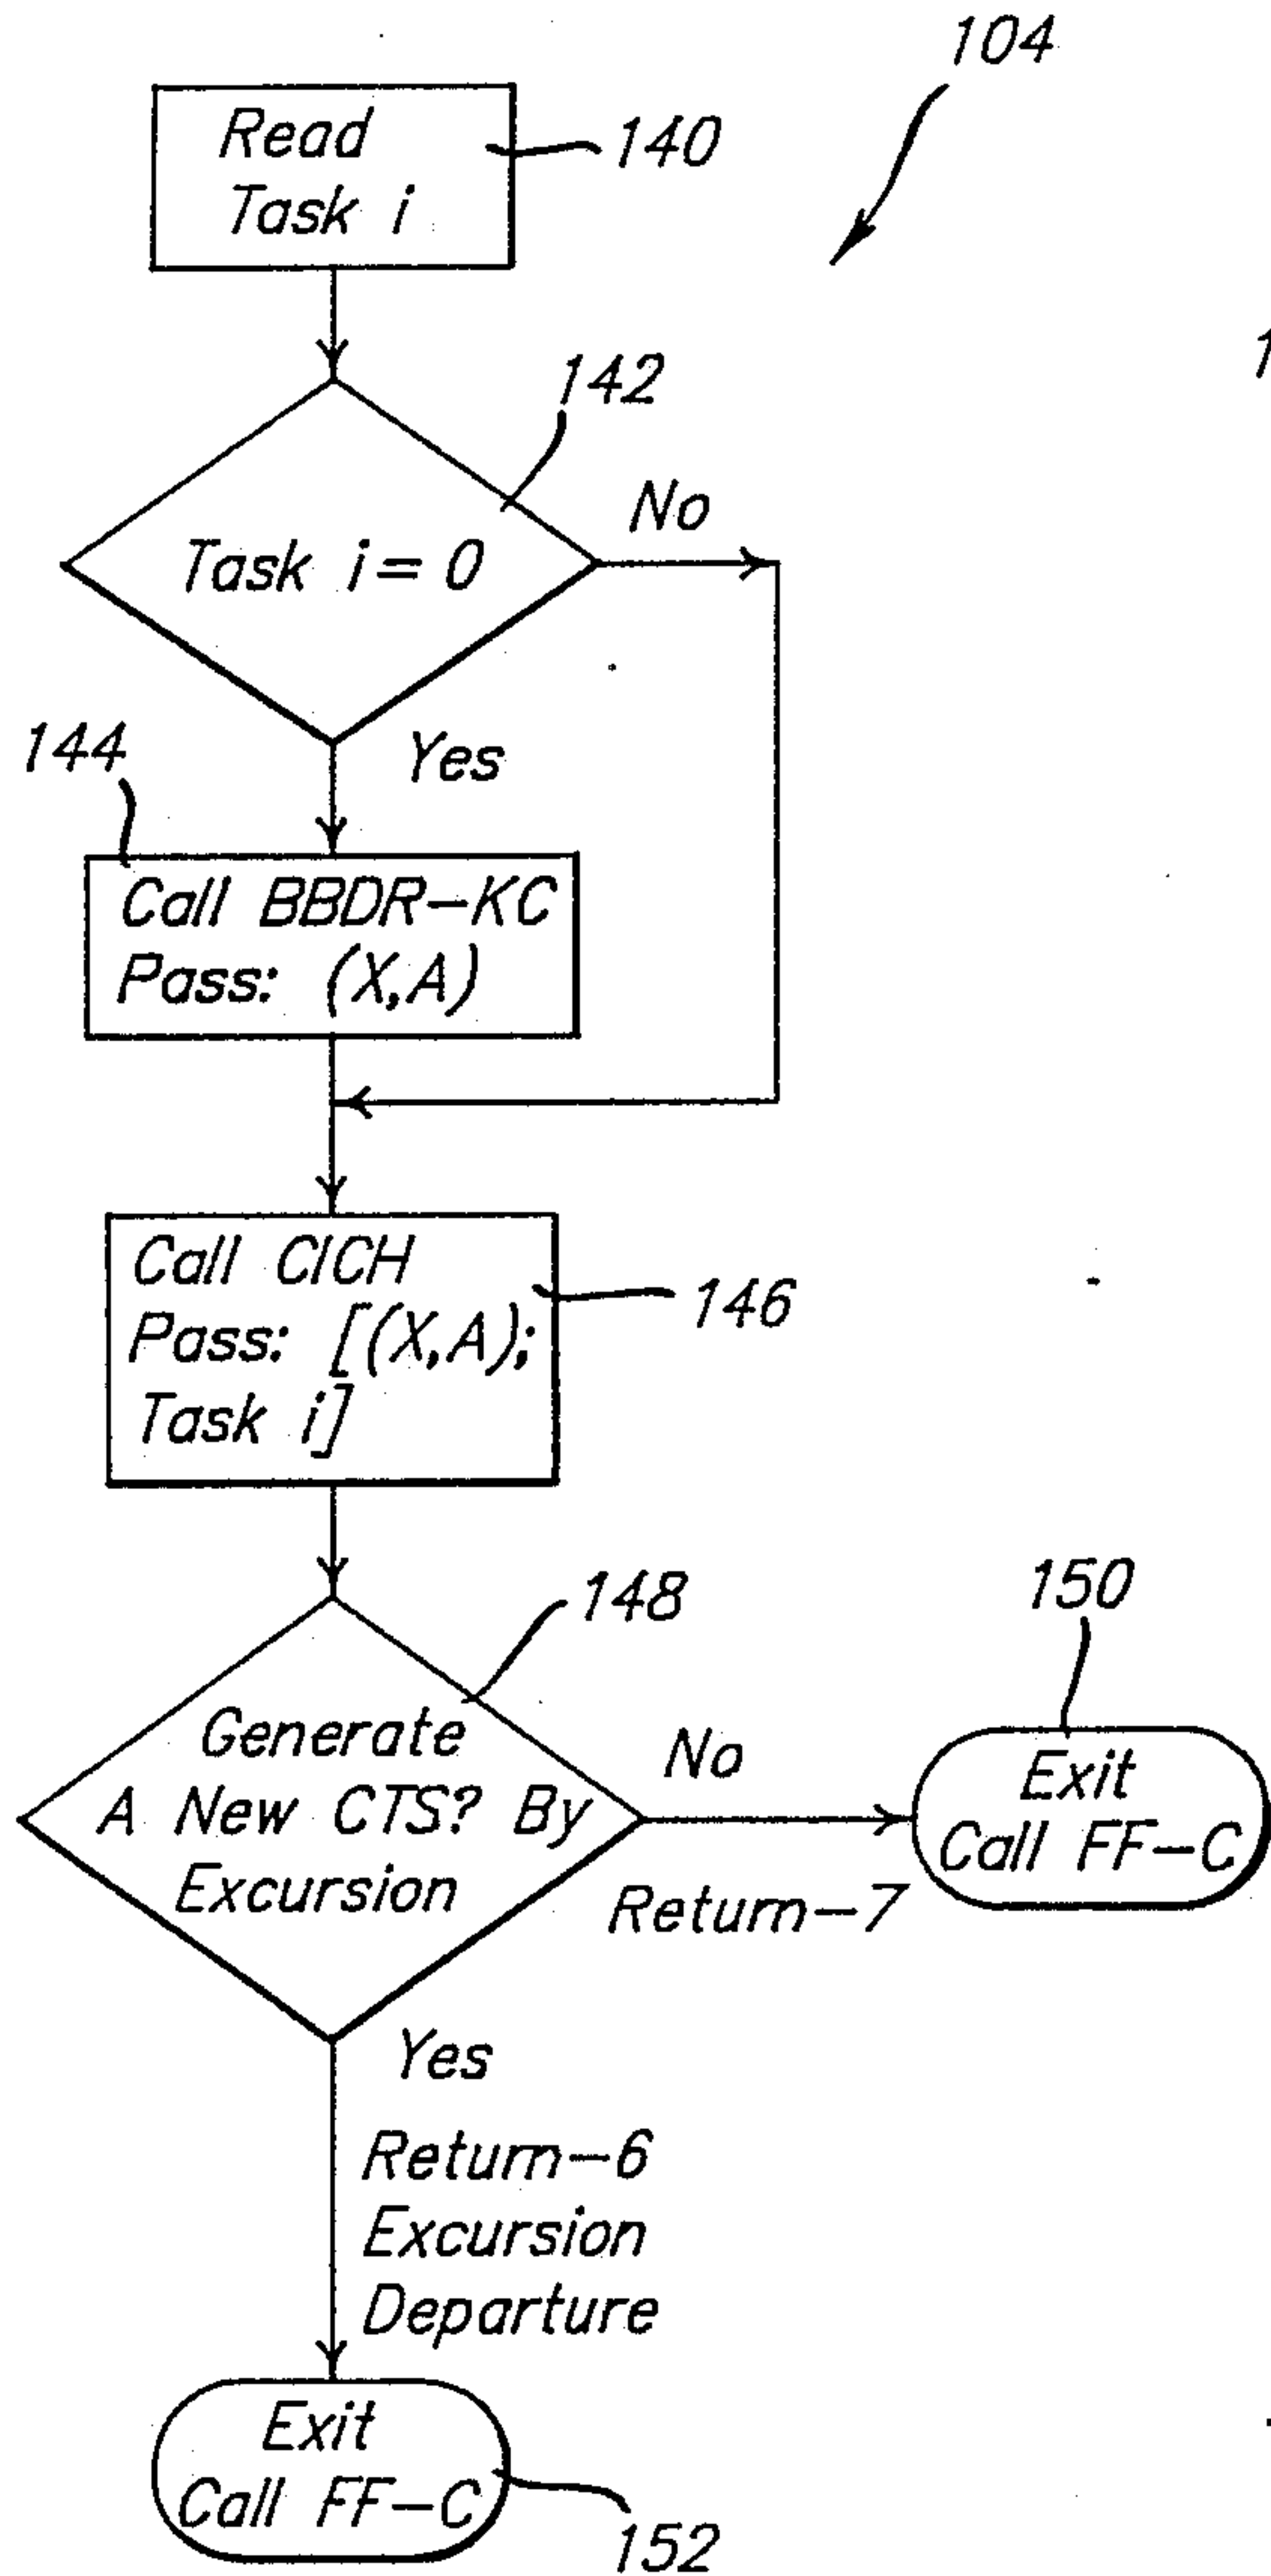 104
Read
Task i
140
142
Task i = 0
No
Yes
144
Call BBDR-KC
Pass: (X,A)
Call CICH
Pass: [(X,A);
Task i]
146
148
Generate
A New CTS? By
Excursion
No
Return-7
150
Exit
Call FF-C
Yes
Return-6
Excursion
Departure
Exit
Call FF-C
152